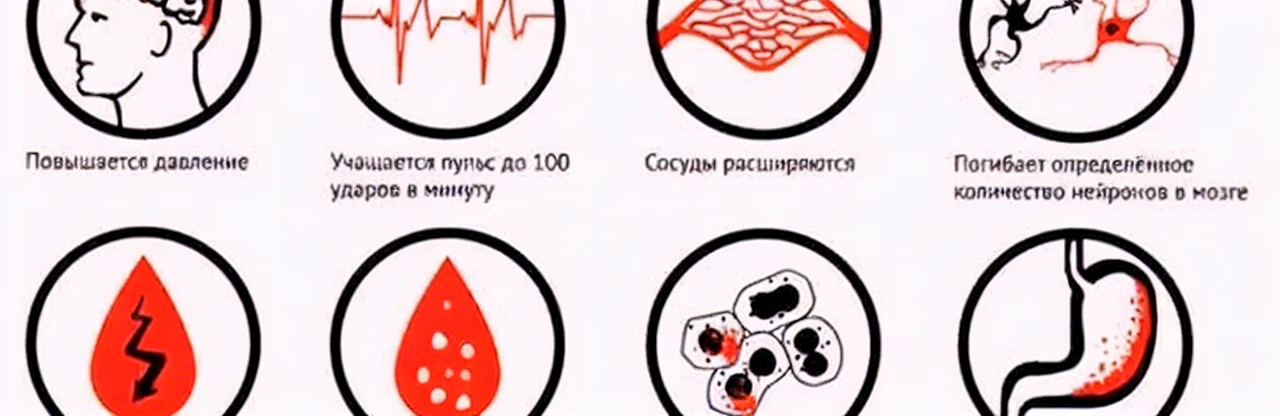 Повышается давление
Учащается пульс до 100
ударов в минуту
Сосуды расширяются
Погибает определённое
количество нейронов в мозге